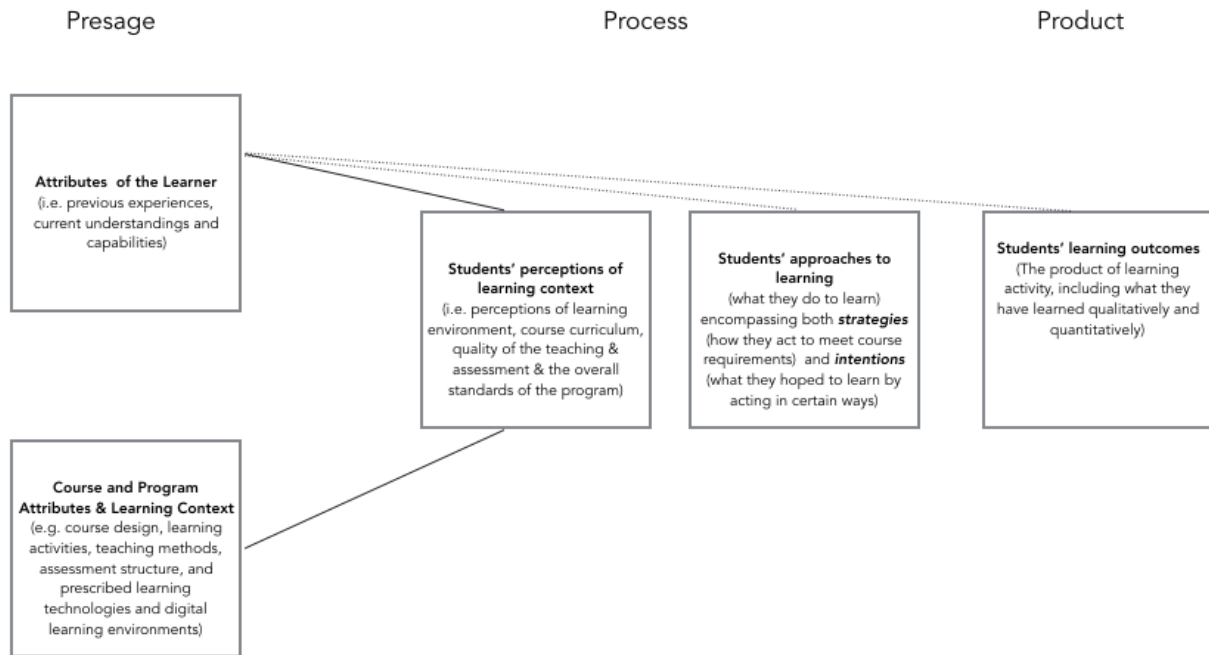 Presage
Process
Product
Attributes of the Learner
(i.e. previous experiences,
current understandings and
capabilities)
Students’ perceptions of
learning context
(i.e. perceptions of learning
environment, course curriculum,
quality of the teaching &
assessment & the overall
standards of the program)
Students’ approaches to
learning
(what they do to learn)
encompassing both strategies
(how they act to meet course
requirements) and intentions
(what they hoped to learn by
acting in certain ways)
Students’ learning outcomes
(The product of learning
activity, including what they
have learned qualitatively and
quantitatively)
Course and Program
Attributes & Learning Context
(e.g. course design, learning
activities, teaching methods,
assessment structure, and
prescribed learning
technologies and digital
learning environments)